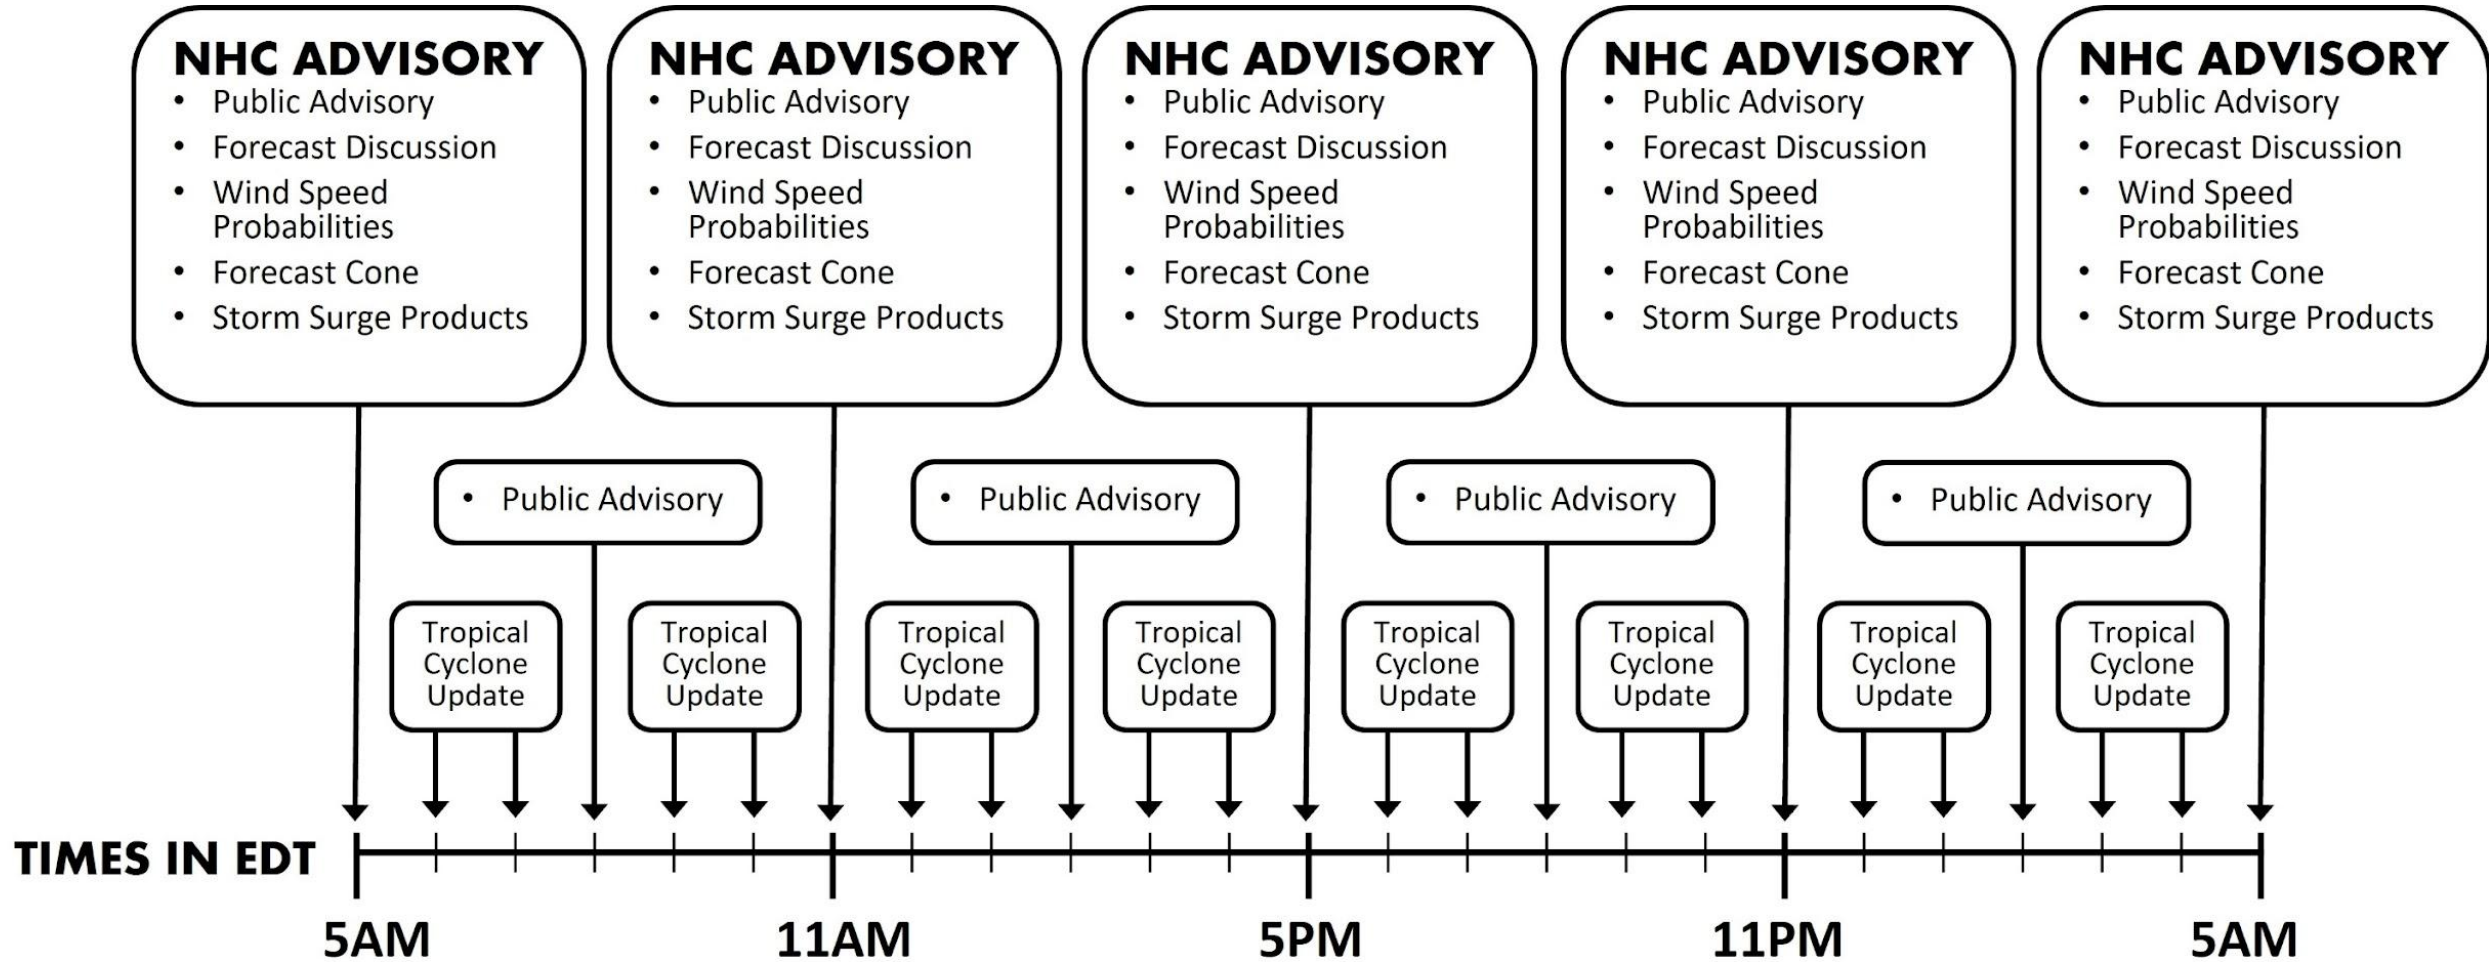 NHC ADVISORY
• Public Advisory
• Forecast Discussion
• Wind Speed
Probabilities
• Forecast Cone
• Storm Surge Products
NHC ADVISORY
• Public Advisory
• Forecast Discussion
• Wind Speed
Probabilities
• Forecast Cone
• Storm Surge Products
NHC ADVISORY
• Public Advisory
• Forecast Discussion
• Wind Speed
Probabilities
• Forecast Cone
• Storm Surge Products
NHC ADVISORY
• Public Advisory
• Forecast Discussion
• Wind Speed
Probabilities
• Forecast Cone
• Storm Surge Products
NHC ADVISORY
• Public Advisory
• Forecast Discussion
• Wind Speed
Probabilities
• Forecast Cone
• Storm Surge Products
• Public Advisory
• Public Advisory
• Public Advisory
• Public Advisory
Tropical
Cyclone
Update
Tropical
Cyclone
Update
Tropical
Cyclone
Update
Tropical
Cyclone
Update
Tropical
Cyclone
Update
Tropical
Cyclone
Update
Tropical
Cyclone
Update
Tropical
Cyclone
Update
TIMES IN EDT
5AM
11AM
5PM
11PM
5AM